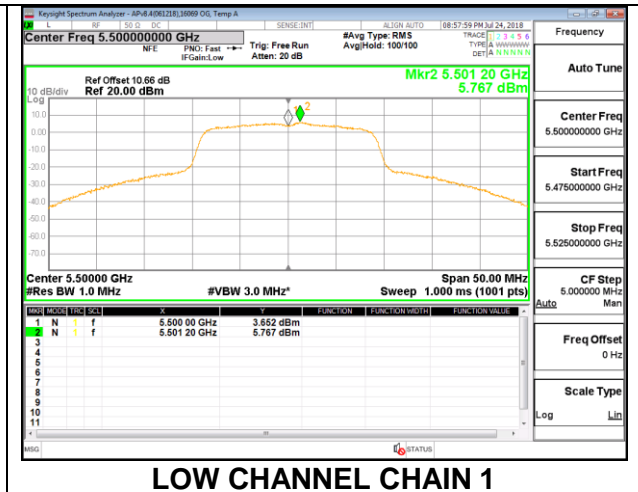 Keysight Spectrum Analyzer - APv8.4(061218),16069 OG, Temp A
L RF 50 Ω DC SENSE:INT ALIGN AUTO 08:57:59 PM Jul 24, 2018
Center Freq 5.500000000 GHz
#Avg Type: RMS
TRACE 1 2 3 4 5 6
NFE PNO: Fast Trig: Free Run Avg|Hold: 100/100 TYPE A WWWWW
IFGain:Low Atten: 20 dB DET A N N N N N
Frequency
Auto Tune
Ref Offset 10.66 dB
Mkr2 5.501 20 GHz
10 dB/div Ref 20.00 dBm
5.767 dBm
Log
10.0
0.00
-10.0
-20.0
-30.0
-40.0
-50.0
-60.0
-70.0
2
Center Freq
5.500000000 GHz
Start Freq
5.475000000 GHz
Stop Freq
5.525000000 GHz
CF Step
5.000000 MHz
Auto Man
Freq Offset
0 Hz
Scale Type
Log Lin
Center 5.50000 GHz Span 50.00 MHz
#Res BW 1.0 MHz #VBW 3.0 MHz* Sweep 1.000 ms (1001 pts)
MKR MODE TRC SCL X Y FUNCTION FUNCTION WIDTH FUNCTION VALUE
1 N 1 f 5.500 00 GHz 3.652 dBm
2 N 1 f 5.501 20 GHz 5.767 dBm
3
4
5
6
7
8
9
10
11
MSG STATUS
LOW CHANNEL CHAIN 1